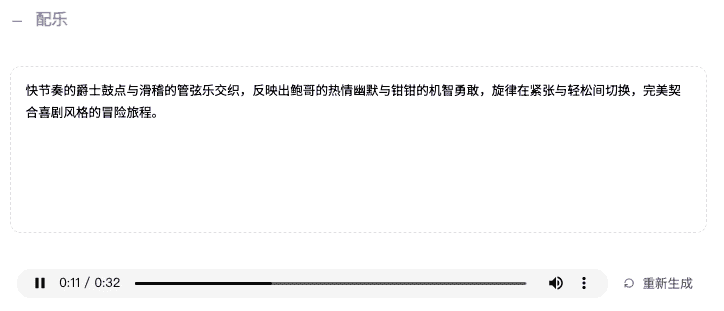 — 配乐
快节奏的爵士鼓点与滑稽的管弦乐交织，反映出鲍哥的热情幽默与钳钳的机智勇敢，旋律在紧张与轻松间切换，完美契
合喜剧风格的冒险旅程。
0:11 / 0:32 重新生成